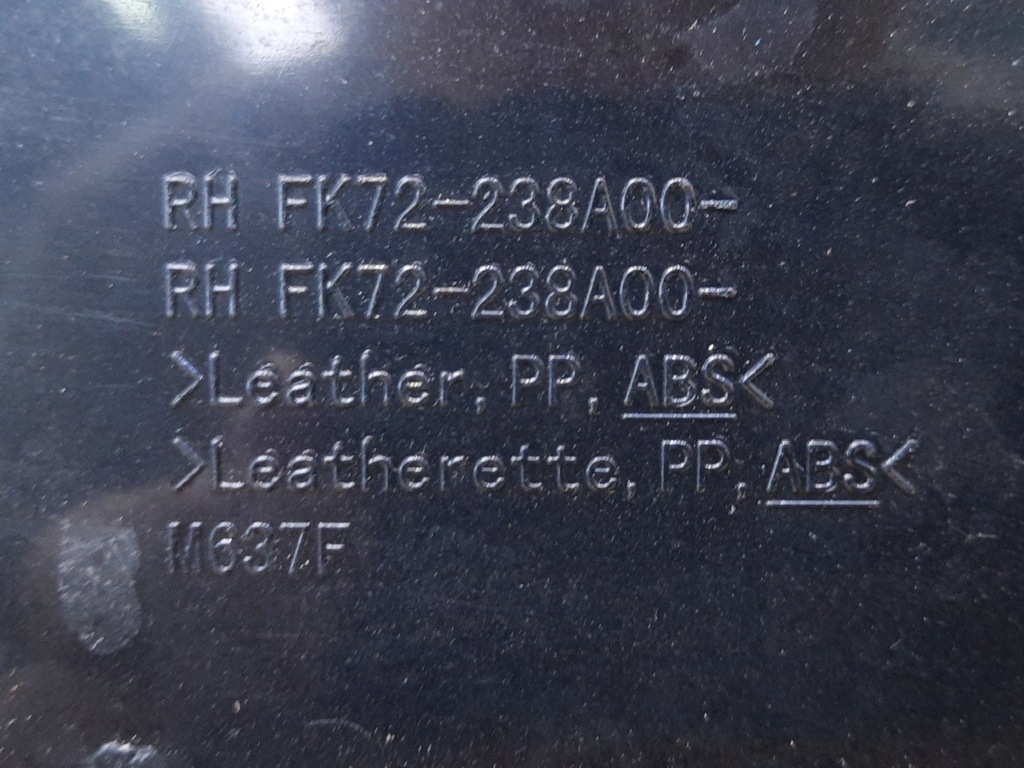 RH FK72-238A00-
RH FK72-238A00-
>Leather, PP, ABS<
>Leatherette, PP, ABS<
M637F